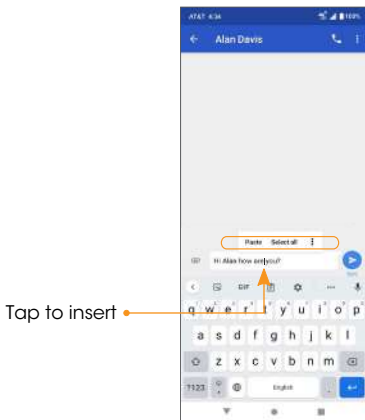 AT&T 4:34 100%
Alan Davis
Paste Select all
Hi Alan how are you?
GIF
Tap to insert
q w e r t y u i o p
a s d f g h j k l
z x c v b n m
?123 , English .